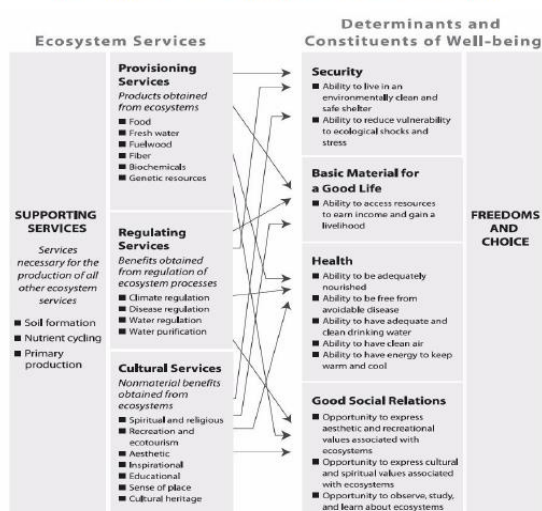 Ecosystem Services
Determinants and
Constituents of Well-being
SUPPORTING
SERVICES
Services
necessary for the
production of all
other ecosystem
services
■ Soil formation
■ Nutrient cycling
■ Primary
production
Provisioning
Services
Products obtained
from ecosystems
■ Food
■ Fresh water
■ Fuelwood
■ Fiber
■ Biochemicals
■ Genetic resources
Regulating
Services
Benefits obtained
from regulation of
ecosystem processes
■ Climate regulation
■ Disease regulation
■ Water regulation
■ Water purification
Cultural Services
Nonmaterial benefits
obtained from
ecosystems
■ Spiritual and religious
■ Recreation and
ecotourism
■ Aesthetic
■ Inspirational
■ Educational
■ Sense of place
■ Cultural heritage
Security
■ Ability to live in an
environmentally clean and
safe shelter
■ Ability to reduce vulnerability
to ecological shocks and
stress
Basic Material for
a Good Life
■ Ability to access resources
to earn income and gain a
livelihood
Health
■ Ability to be adequately
nourished
■ Ability to be free from
avoidable disease
■ Ability to have adequate and
clean drinking water
■ Ability to have clean air
■ Ability to have energy to keep
warm and cool
Good Social Relations
■ Opportunity to express
aesthetic and recreational
values associated with
ecosystems
■ Opportunity to express cultural
and spiritual values associated
with ecosystems
■ Opportunity to observe, study,
and learn about ecosystems
FREEDOMS
AND
CHOICE